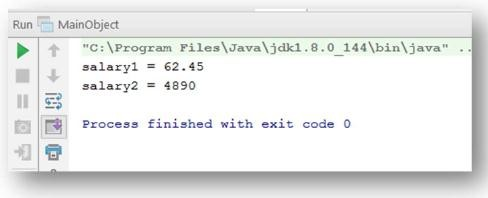 Run MainObject
"C:\Program Files\Java\jdk1.8.0_144\bin\java" ..
salary1 = 62.45
salary2 = 4890
Process finished with exit code 0